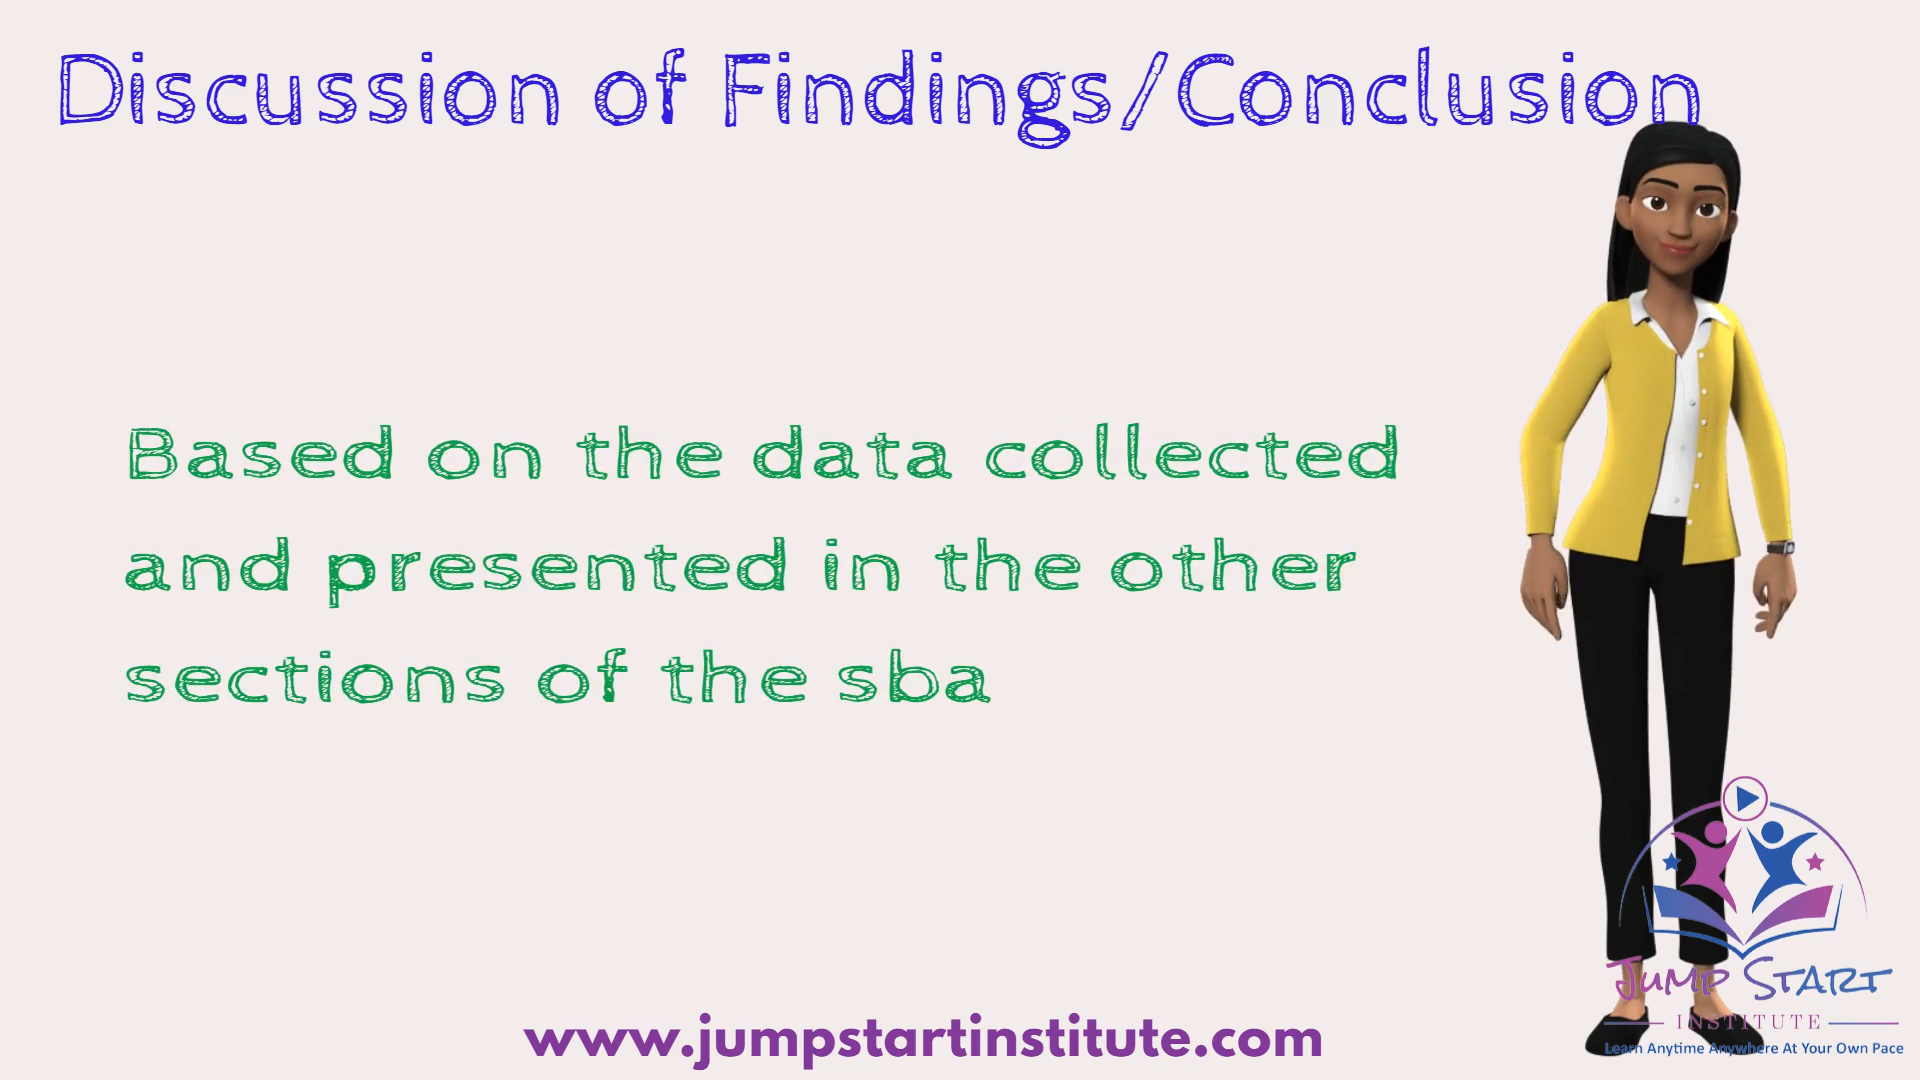 Discussion of Findings/Conclusion
Based on the data collected
and presented in the other
sections of the sba
Jump Start
INSTITUTE
Learn Anytime Anywhere At Your Own Pace
www.jumpstartinstitute.com